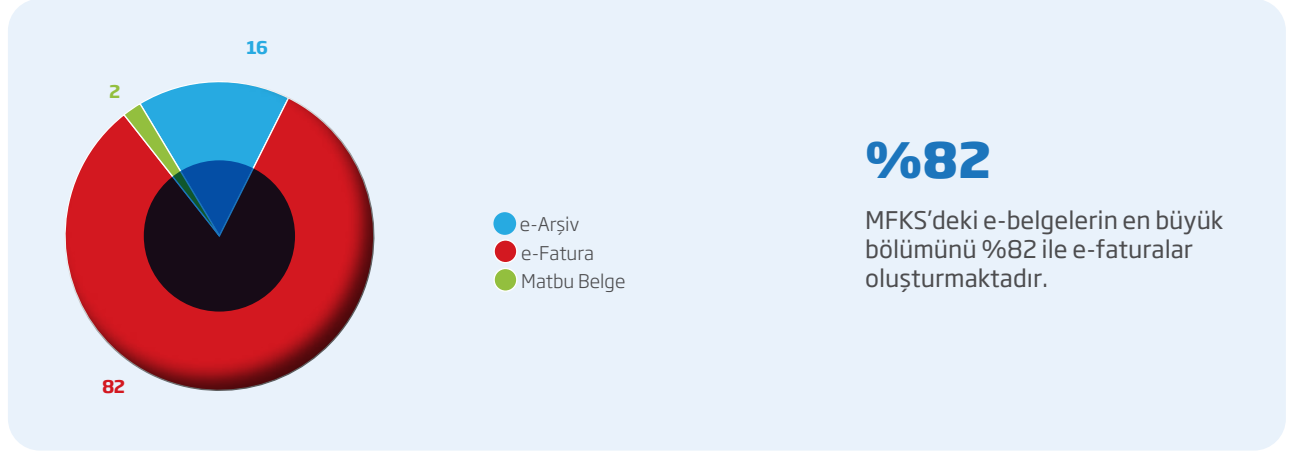 16
2
82
e-Arşiv
e-Fatura
Matbu Belge
%82
MFKS’deki e-belgelerin en büyük
bölümünü %82 ile e-faturalar
oluşturmaktadır.